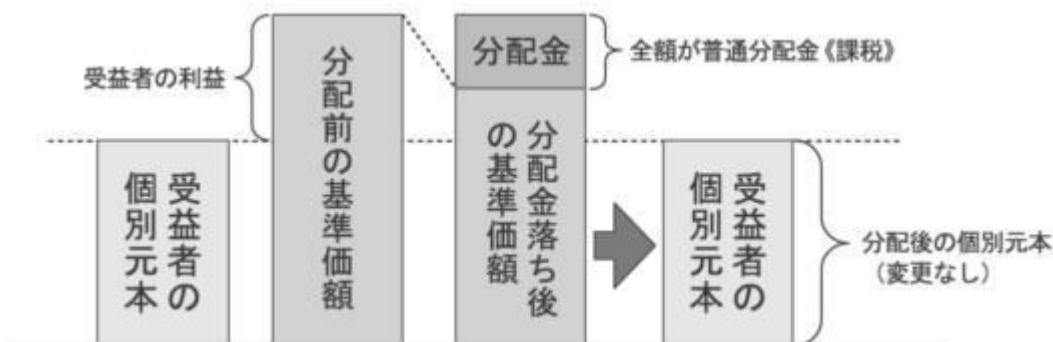 受益者の利益
受益者の
個別元本
分配前の基準価額
分配金
全額が普通分配金《課税》
分配金落ち後
の基準価額
受益者の
個別元本
分配後の個別元本
（変更なし）